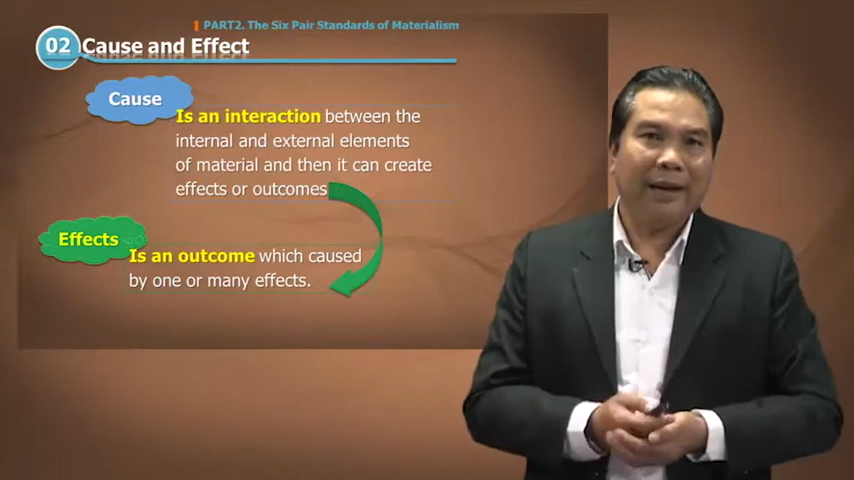 PART2. The Six Pair Standards of Materialism
02 Cause and Effect
Cause
Is an interaction between the
internal and external elements
of material and then it can create
effects or outcomes
Effects
Is an outcome which caused
by one or many effects.